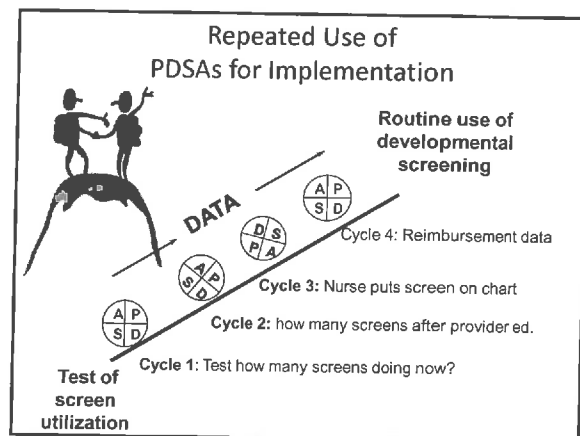 Repeated Use of
PDSAs for Implementation
Routine use of
developmental
screening
DATA
A P
S D
Cycle 4: Reimbursement data
D S
P A
Cycle 3: Nurse puts screen on chart
A P
S D
Cycle 2: how many screens after provider ed.
A P
S D
Cycle 1: Test how many screens doing now?
Test of
screen
utilization